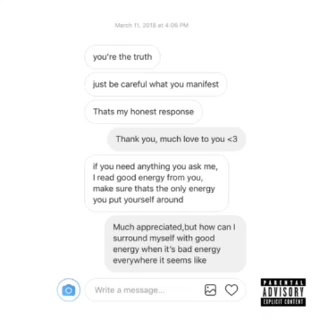 March 11, 2018 at 4:06 PM
you're the truth
just be careful what you manifest
Thats my honest response
Thank you, much love to you <3
if you need anything you ask me,
I read good energy from you,
make sure thats the only energy
you put yourself around
Much appreciated,but how can I
surround myself with good
energy when it's bad energy
everywhere it seems like
Write a message...
PARENTAL
ADVISORY
EXPLICIT CONTENT